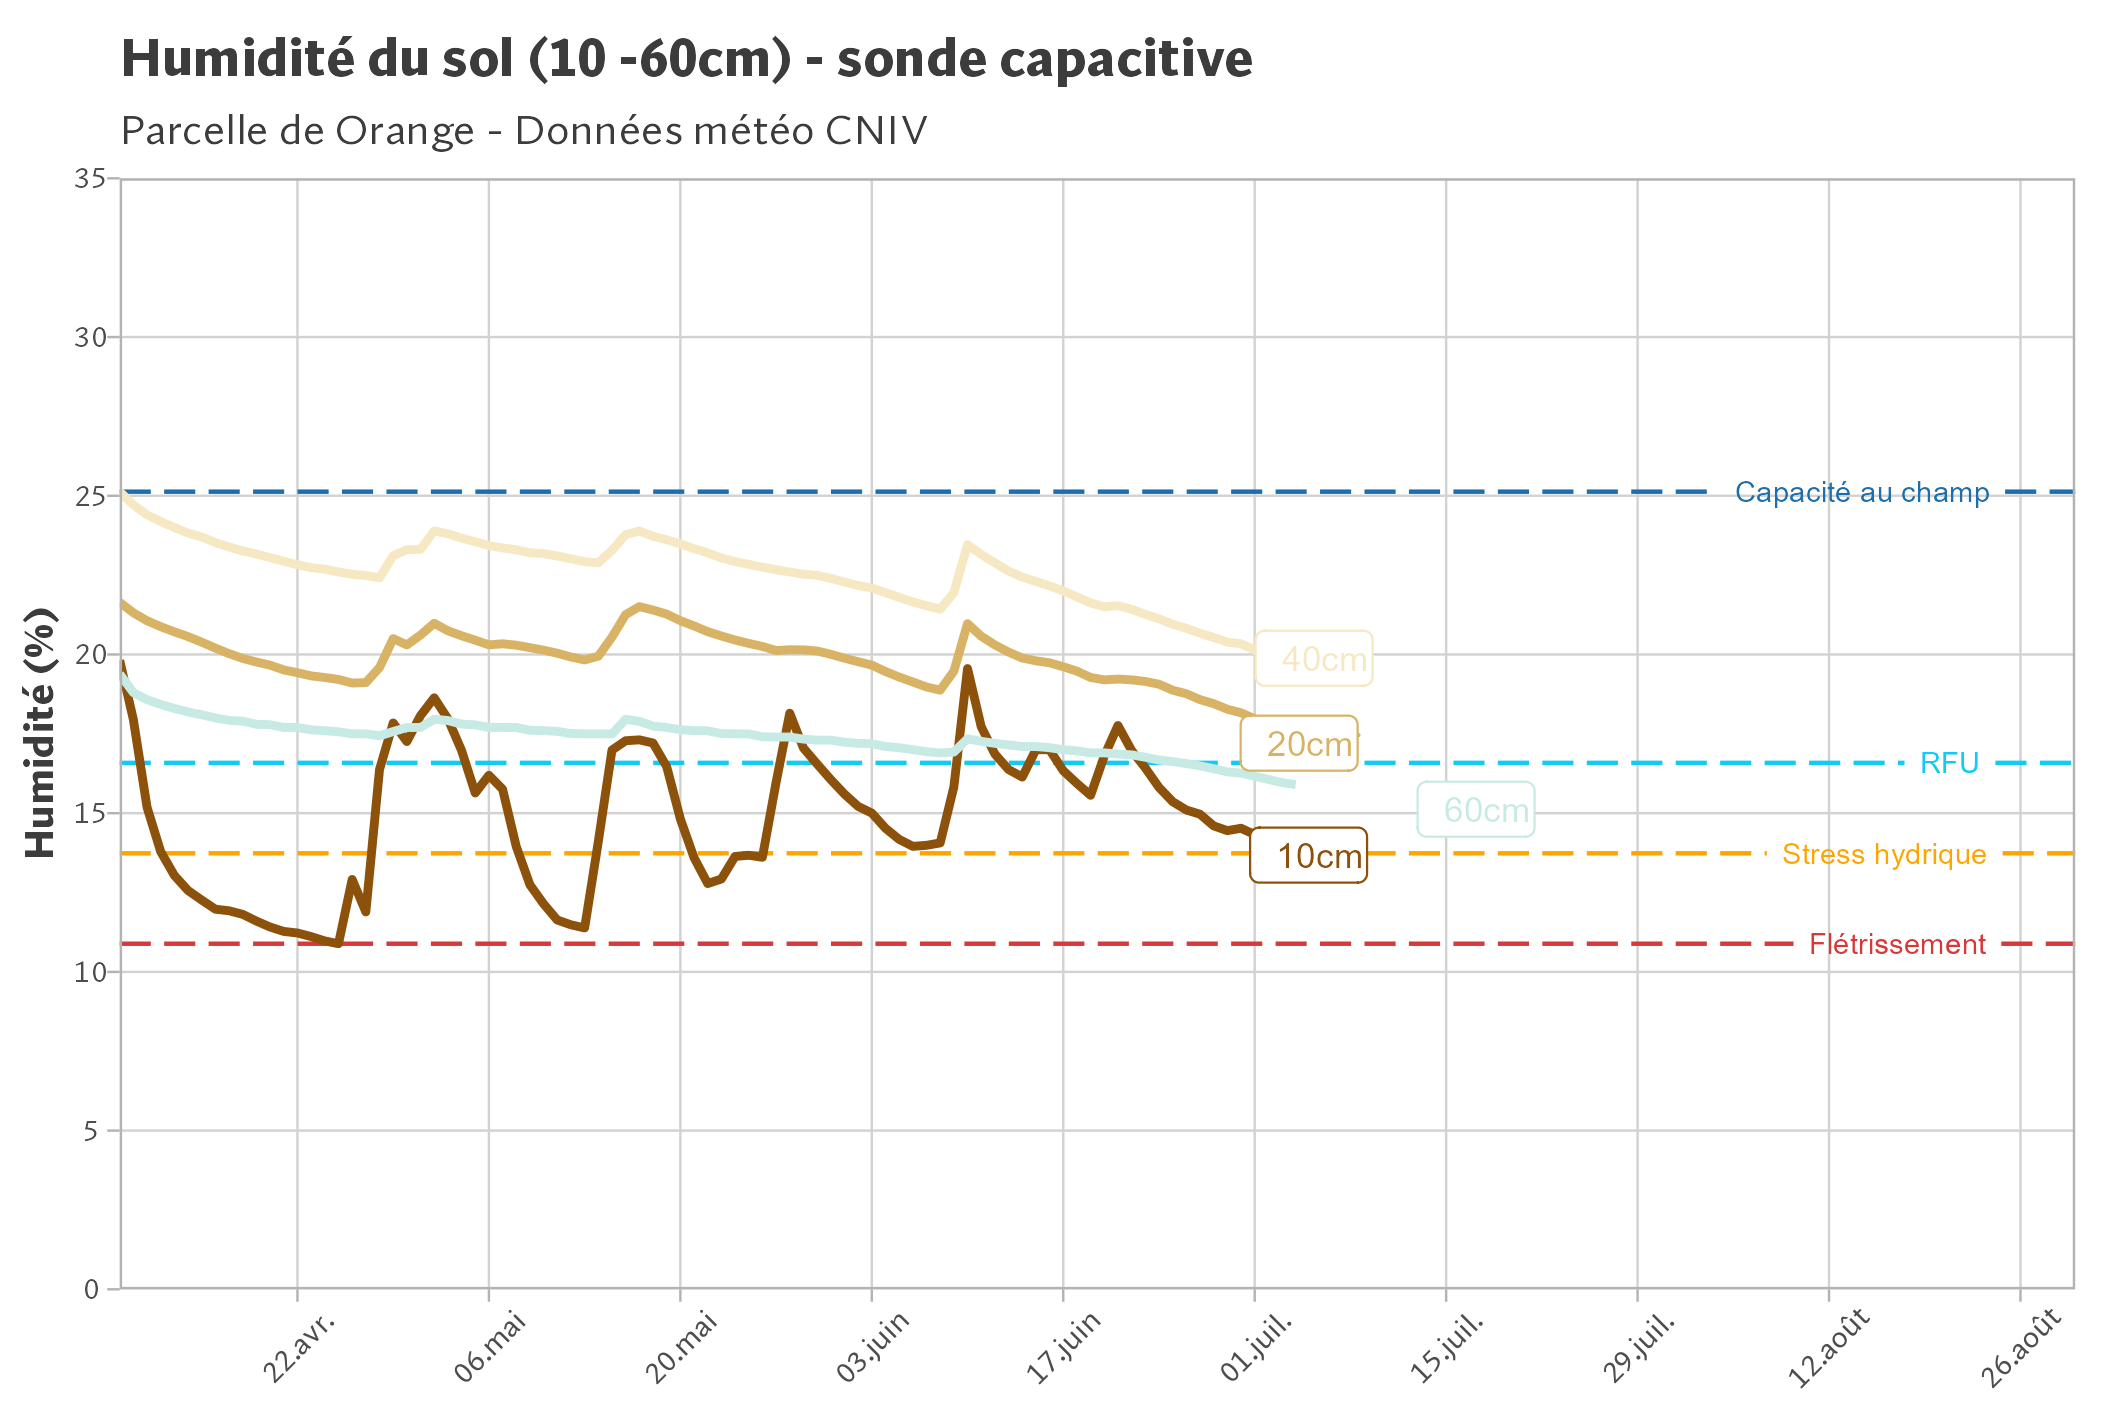 Humidité du sol (10 -60cm) - sonde capacitive
Parcelle de Orange - Données météo CNIV
Humidité (%)
35
30
25
20
15
10
5
0
Capacité au champ
40cm
20cm
RFU
60cm
Stress hydrique
10cm
Flétrissement
22.avr.
06.mai
20.mai
03.juin
17.juin
01.juil.
15.juil.
29.juil.
12.août
26.août